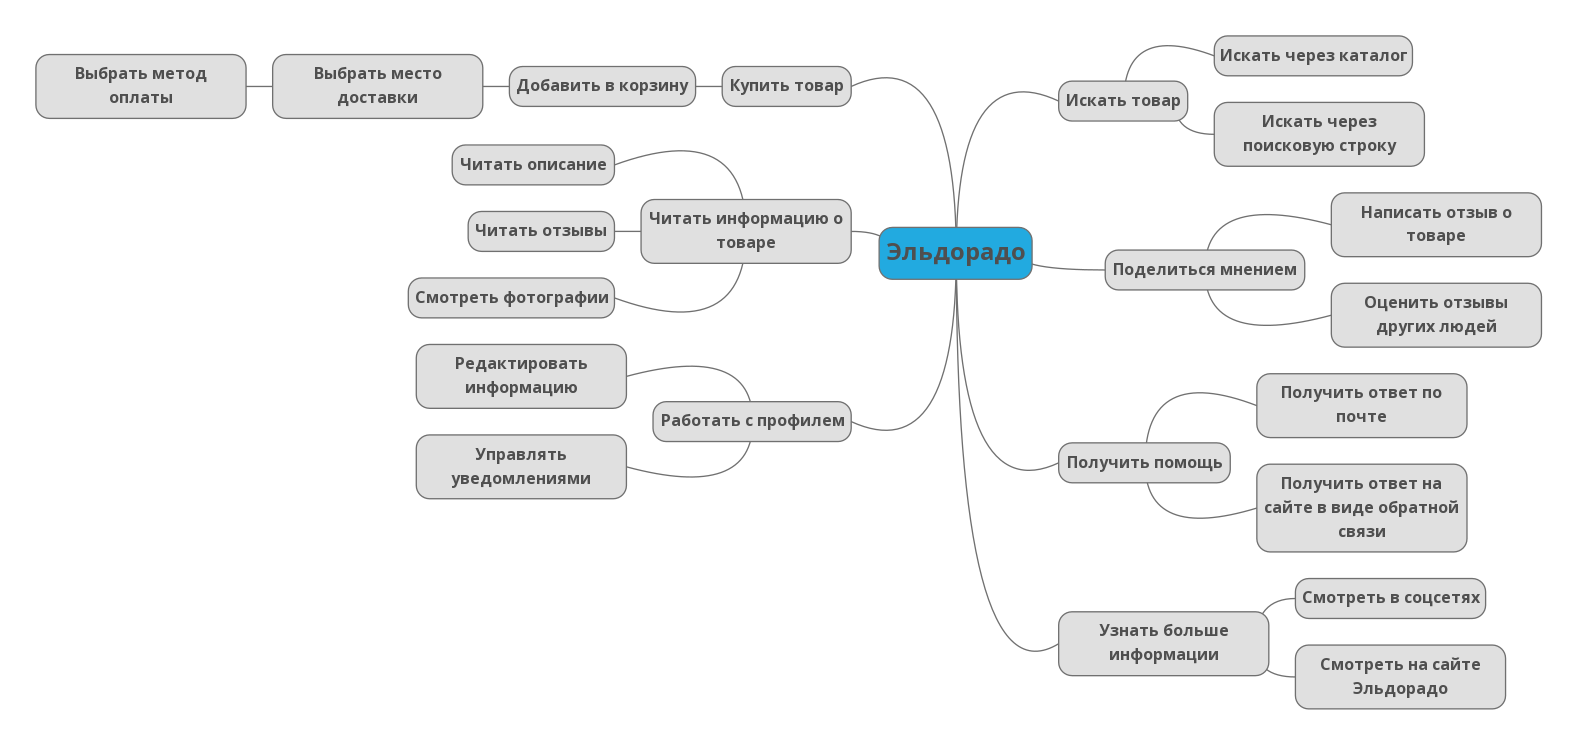 Эльдорадо
Купить товар
Добавить в корзину
Выбрать место
доставки
Выбрать метод
оплаты
Читать информацию о
товаре
Читать описание
Читать отзывы
Смотреть фотографии
Работать с профилем
Редактировать
информацию
Управлять
уведомлениями
Искать товар
Искать через каталог
Искать через
поисковую строку
Поделиться мнением
Написать отзыв о
товаре
Оценить отзывы
других людей
Получить помощь
Получить ответ по
почте
Получить ответ на
сайте в виде обратной
связи
Узнать больше
информации
Смотреть в соцсетях
Смотреть на сайте
Эльдорадо